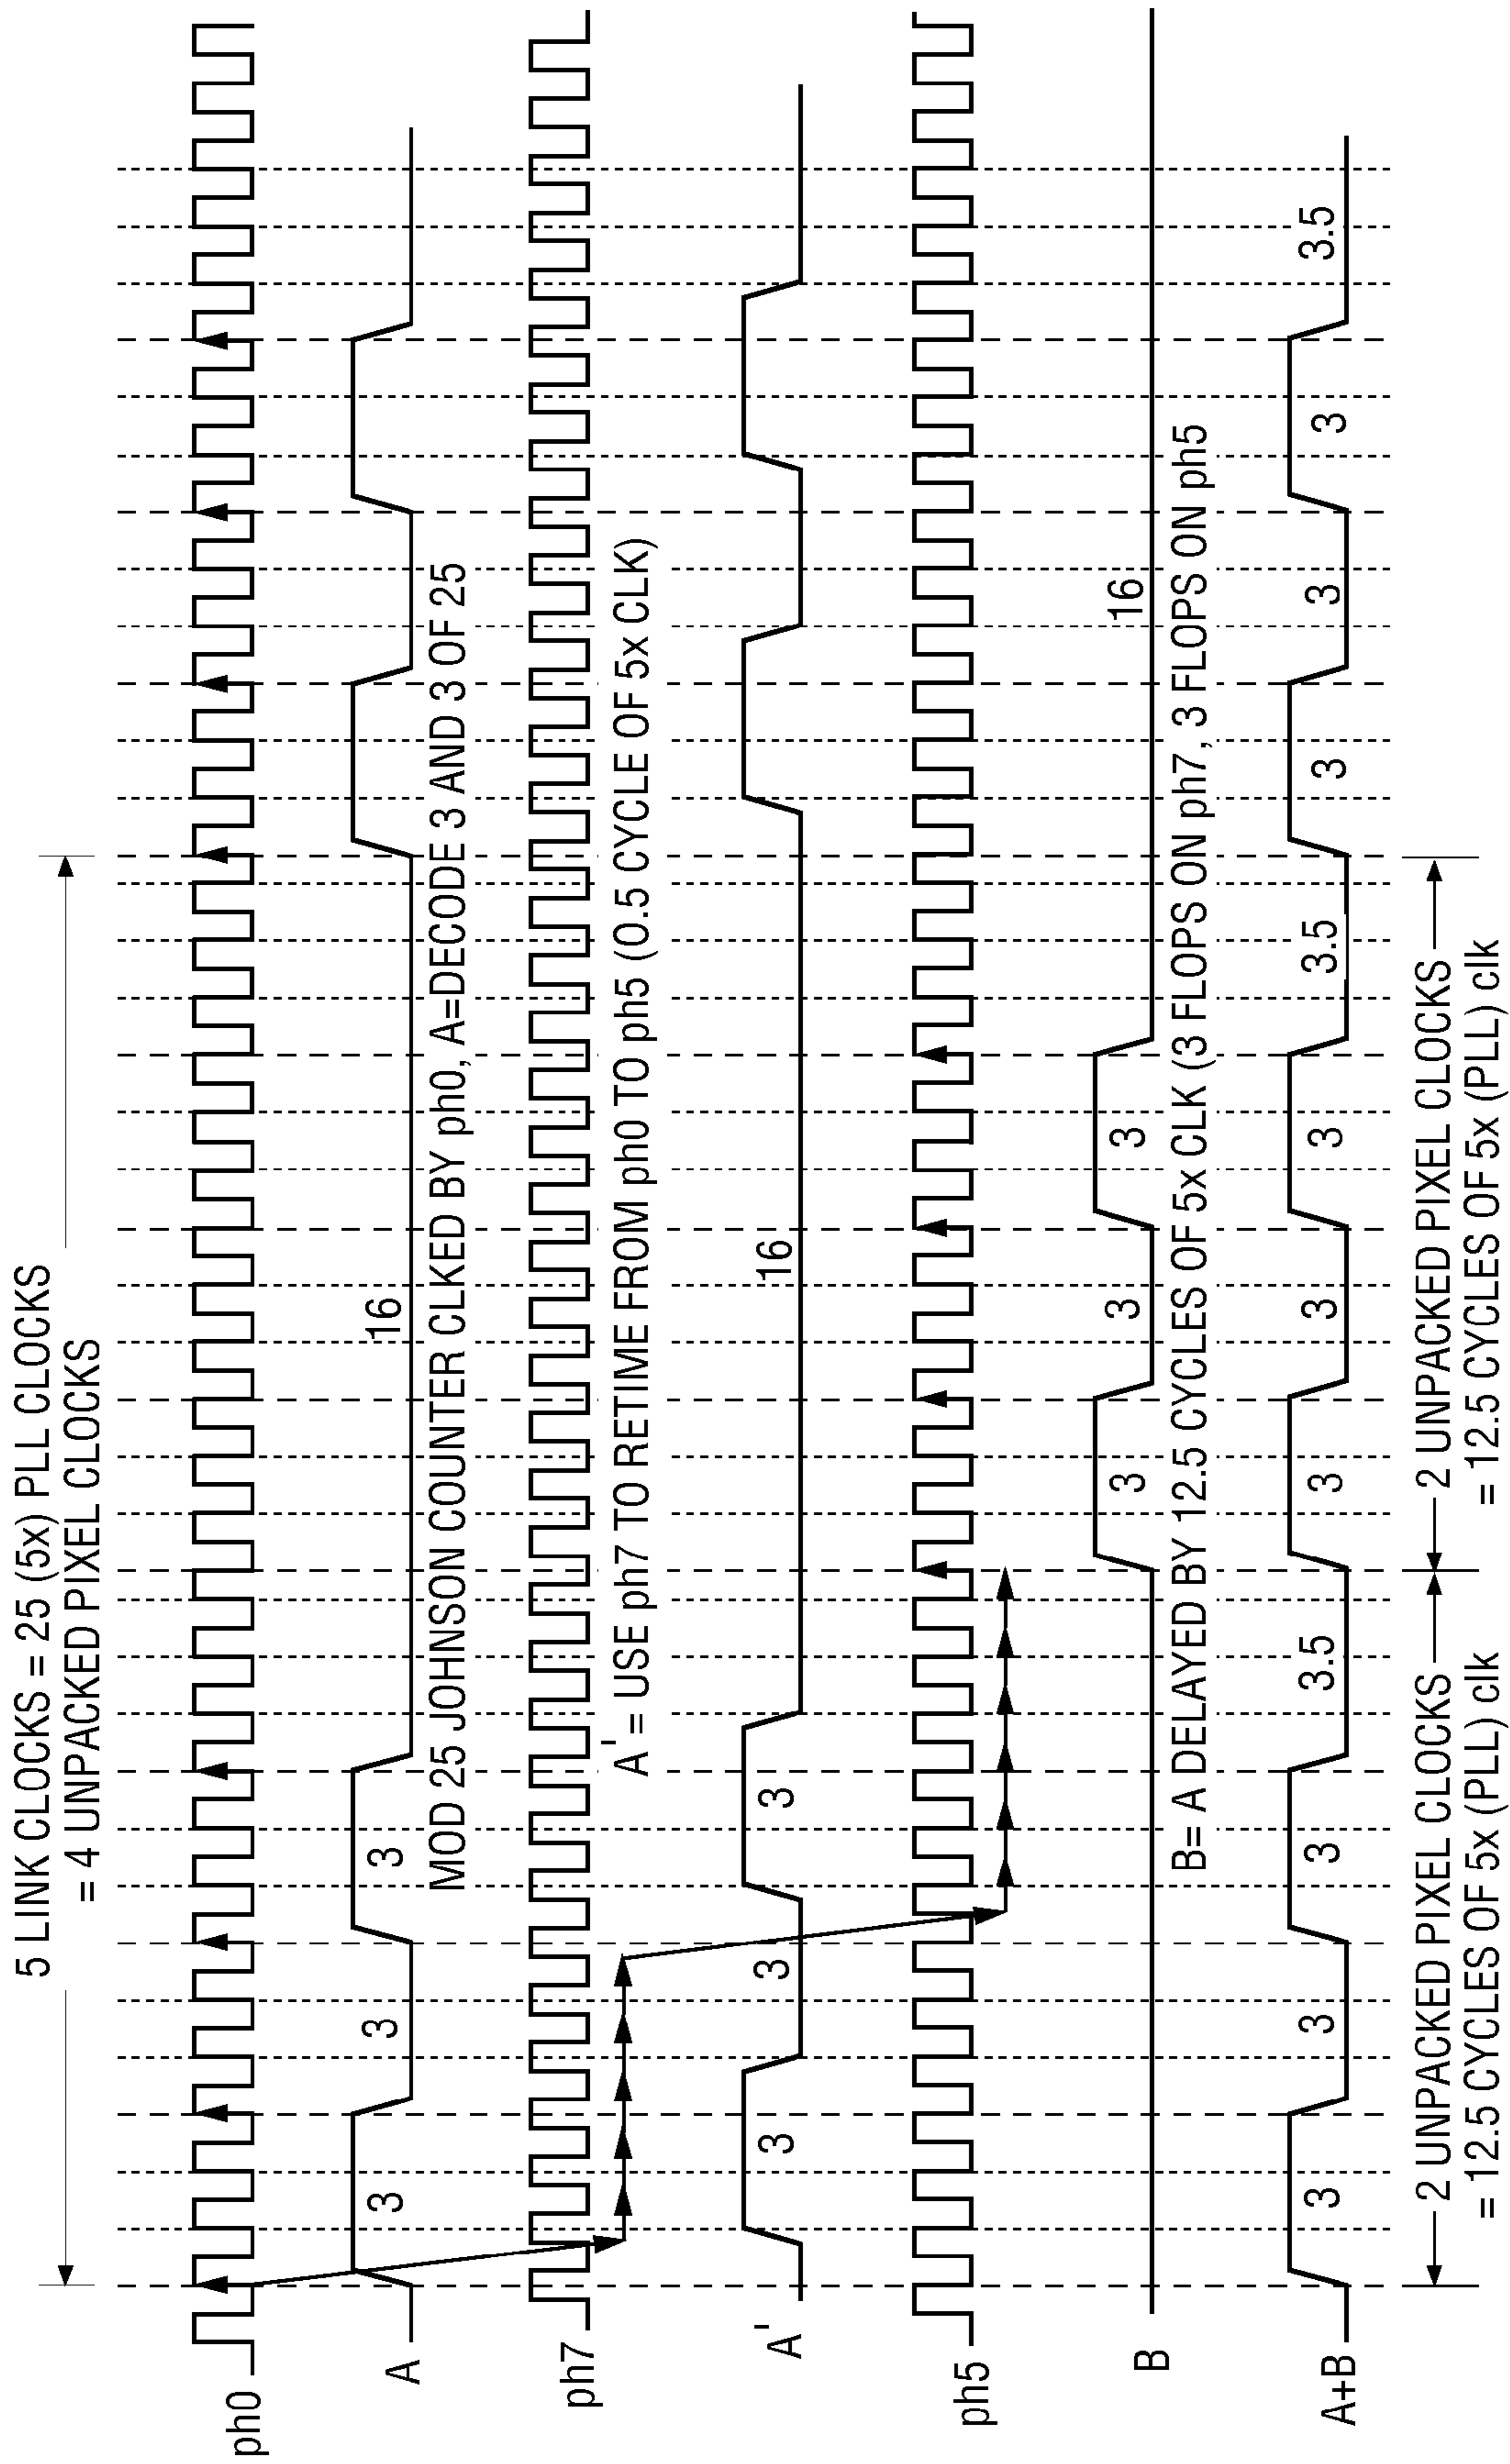 5 LINK CLOCKS = 25 (5x) PLL CLOCKS
= 4 UNPACKED PIXEL CLOCKS
ph0
A
3
3
3
16
MOD 25 JOHNSON COUNTER CLKED BY ph0, A=DECODE 3 AND 3 OF 25
ph7
A' = USE ph7 TO RETIME FROM ph0 TO ph5 (0.5 CYCLE OF 5x CLK)
A'
3
3
3
16
ph5
B
3
3
3
16
B= A DELAYED BY 12.5 CYCLES OF 5x CLK (3 FLOPS ON ph7, 3 FLOPS ON ph5
A+B
3
3
3
3.5
3
3
3
3.5
3
3
3
3.5
2 UNPACKED PIXEL CLOCKS
= 12.5 CYCLES OF 5x (PLL) clk
2 UNPACKED PIXEL CLOCKS
= 12.5 CYCLES OF 5x (PLL) clk